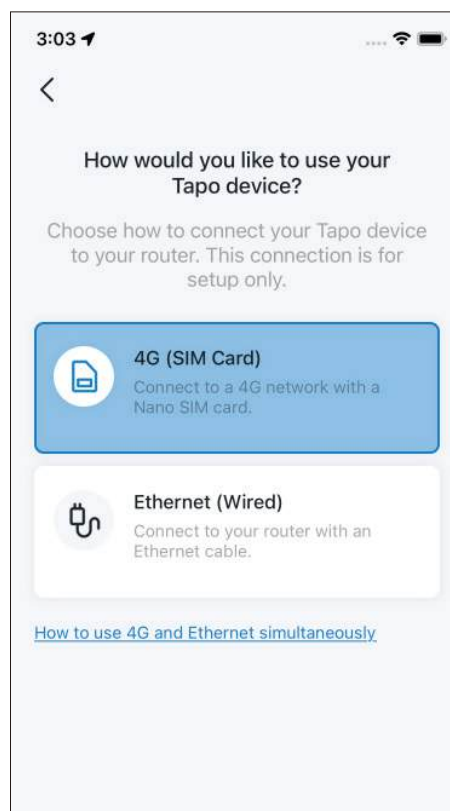 3:03
How would you like to use your
Tapo device?
Choose how to connect your Tapo device
to your router. This connection is for
setup only.
4G (SIM Card)
Connect to a 4G network with a
Nano SIM card.
Ethernet (Wired)
Connect to your router with an
Ethernet cable.
How to use 4G and Ethernet simultaneously